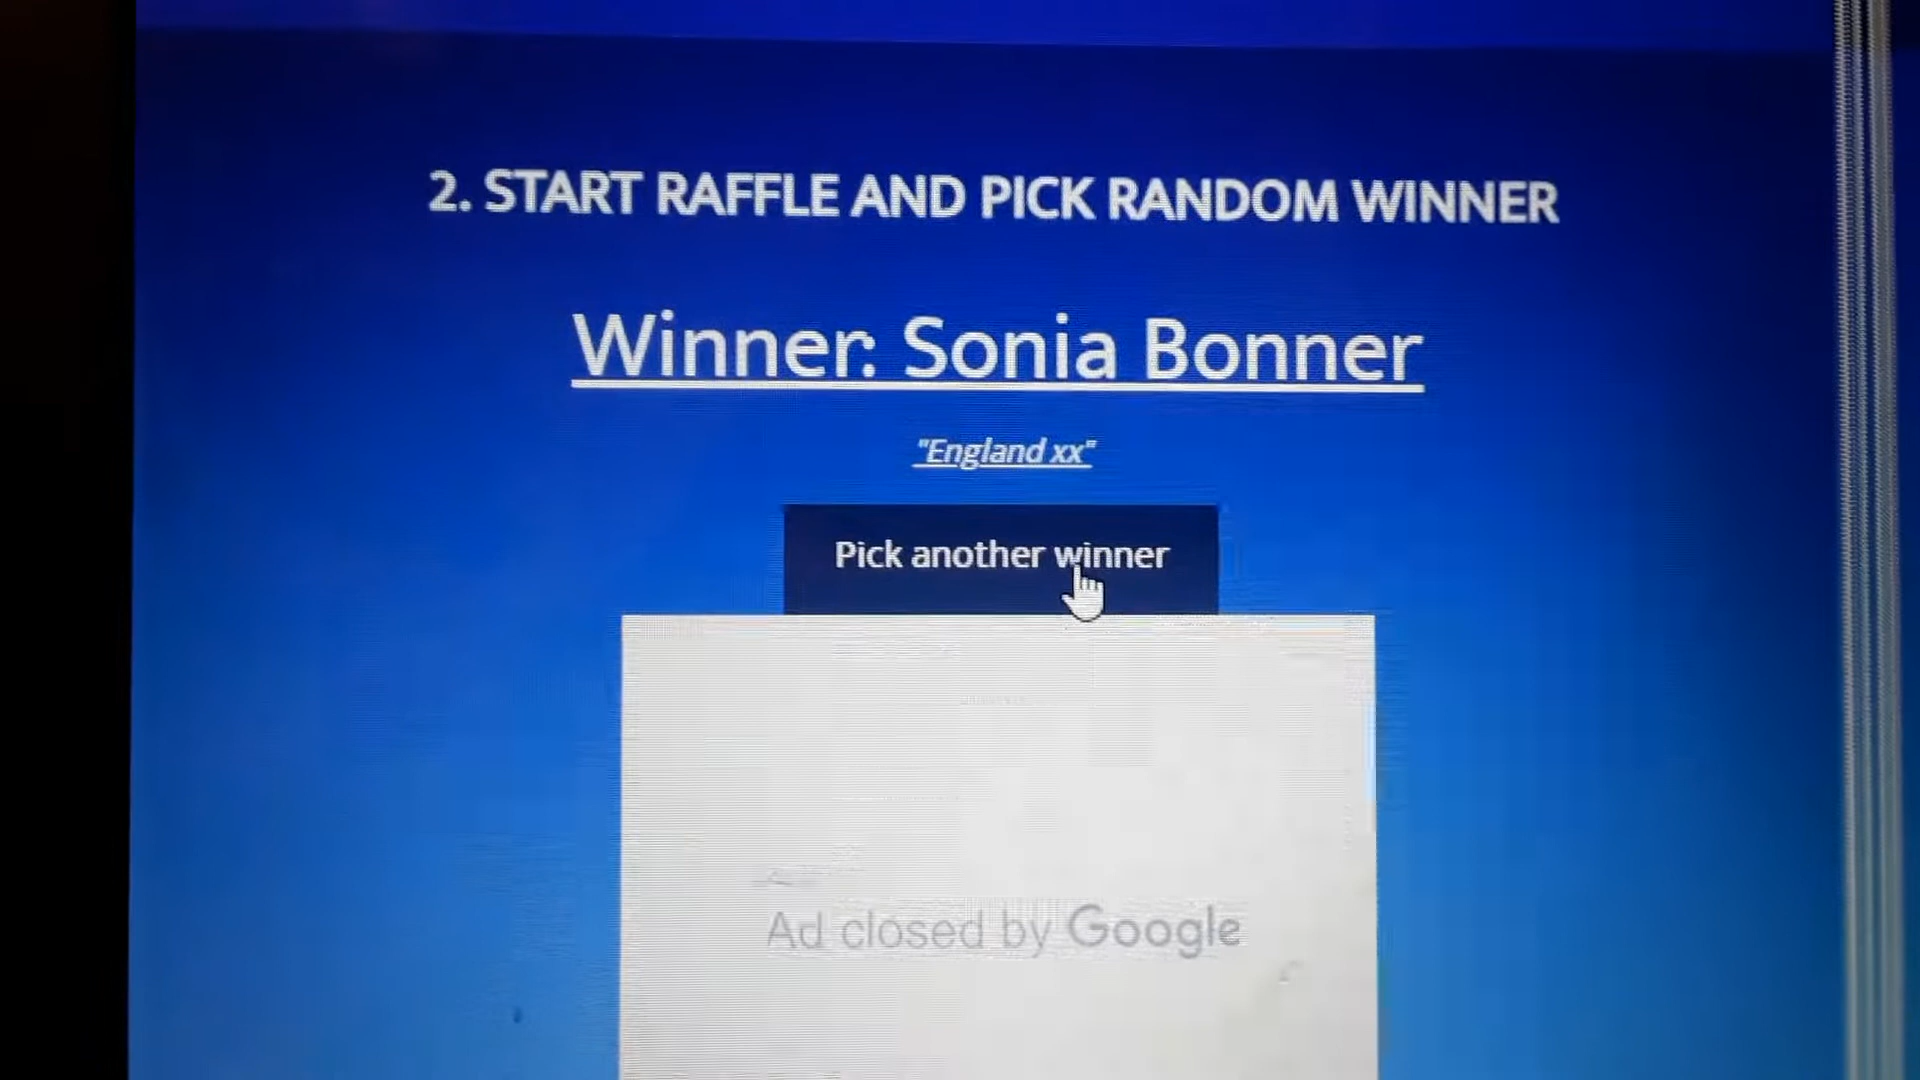 2. START RAFFLE AND PICK RANDOM WINNER
Winner: Sonia Bonner
"England xx"
Pick another winner
Ad closed by Google